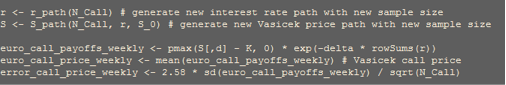 r <- r_path(N_Call) # generate new interest rate path with new sample size
S <- S_path(N_Call, r, S_0) # generate new Vasicek price path with new sample size
euro_call_payoffs_weekly <- pmax(S[,d] - K, 0) * exp(-delta * rowSums(r))
euro_call_price_weekly <- mean(euro_call_payoffs_weekly) # Vasicek call price
error_call_price_weekly <- 2.58 * sd(euro_call_payoffs_weekly) / sqrt(N_Call)